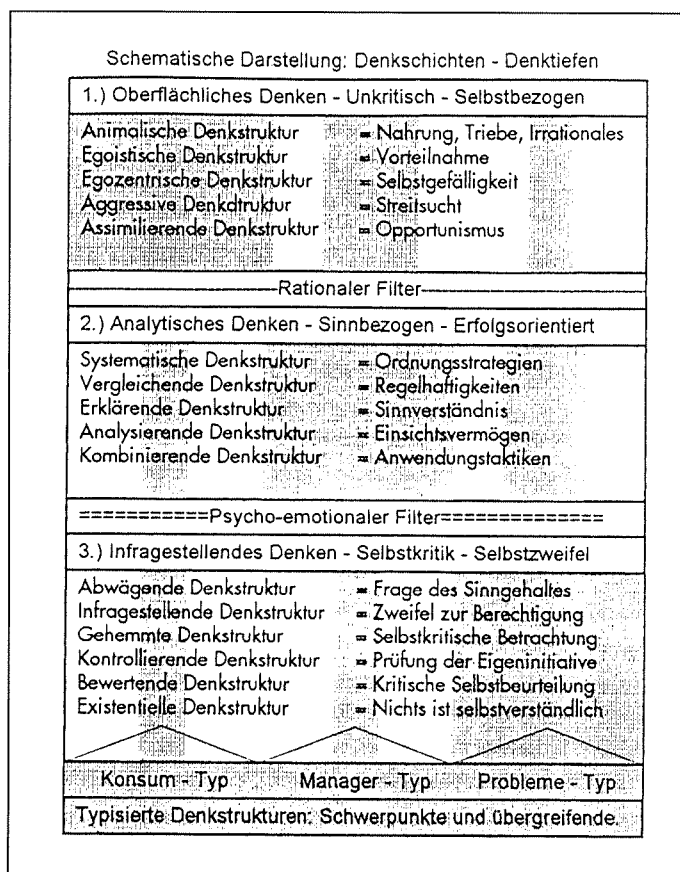 Schematische Darstellung: Denkschichten - Denktiefen
1.) Oberflächliches Denken - Unkritisch - Selbstbezogen
Animalische Denkstruktur = Nahrung, Triebe, Irrationales
Egoistische Denkstruktur = Vorteilnahme
Egozentrische Denkstruktur = Selbstgefälligkeit
Aggressive Denkdtruktur = Streitsucht
Assimilierende Denkstruktur = Opportunismus
-------------------------Rationaler Filter-------------------------
2.) Analytisches Denken - Sinnbezogen - Erfolgsorientiert
Systematische Denkstruktur = Ordnungsstrategien
Vergleichende Denkstruktur = Regelhaftigkeiten
Erklärende Denkstruktur = Sinnverständnis
Analysierende Denkstruktur = Einsichtsvermögen
Kombinierende Denkstruktur = Anwendungstaktiken
===========Psycho-emotionaler Filter==============
3.) Infragestellendes Denken - Selbstkritik - Selbstzweifel
Abwägende Denkstruktur = Frage des Sinngehaltes
Infragestellende Denkstruktur = Zweifel zur Berechtigung
Gehemmte Denkstruktur = Selbstkritische Betrachtung
Kontrollierende Denkstruktur = Prüfung der Eigeninitiative
Bewertende Denkstruktur = Kritische Selbstbeurteilung
Existentielle Denkstruktur = Nichts ist selbstverständlich
Konsum - Typ Manager - Typ Probleme - Typ
Typisierte Denkstrukturen: Schwerpunkte und übergreifende.